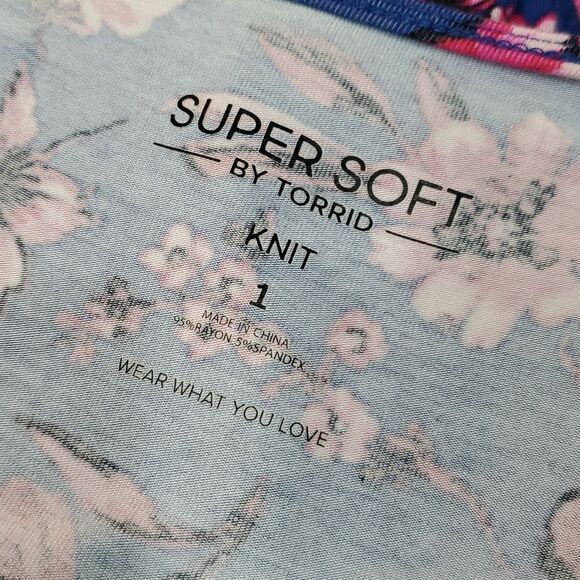 SUPER SOFT
BY TORRID
KNIT
1
MADE IN CHINA
95%RAYON 5%SPANDEX
WEAR WHAT YOU LOVE